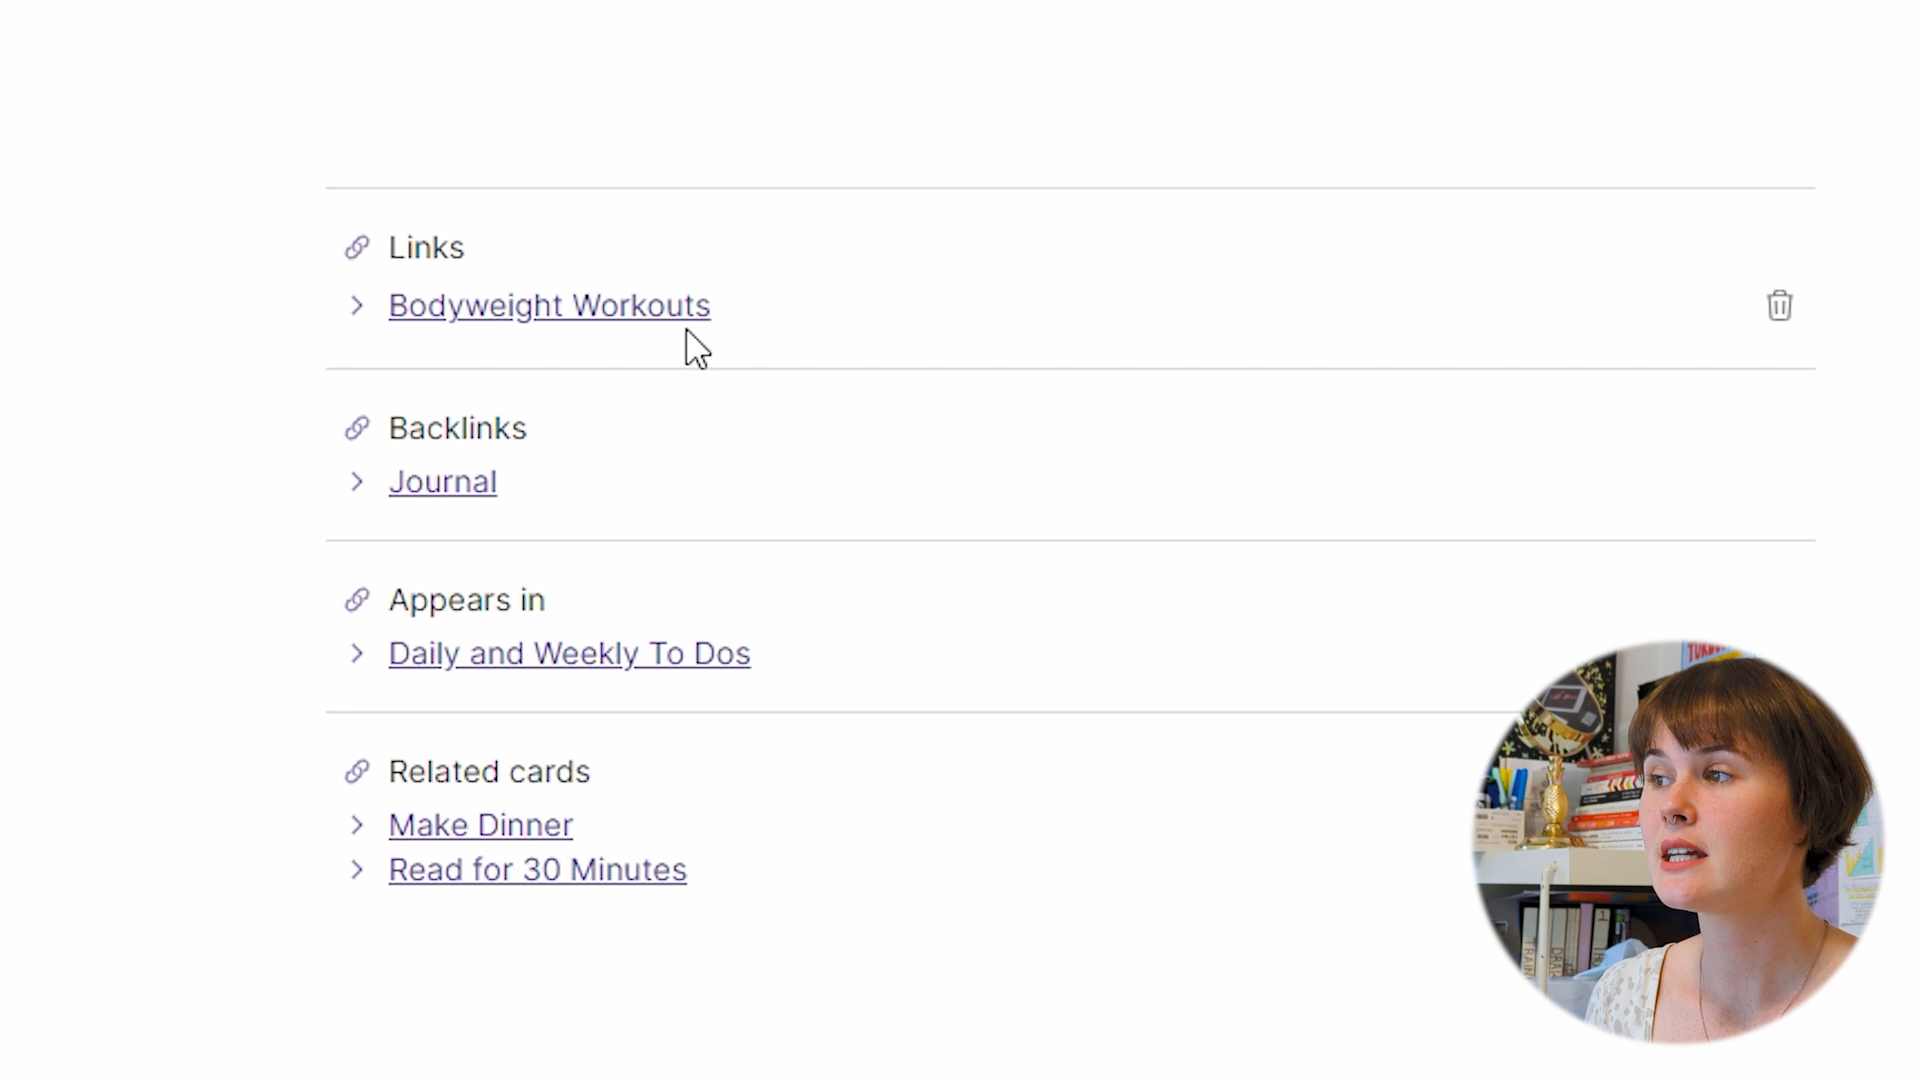 Links
Bodyweight Workouts
Backlinks
Journal
Appears in
Daily and Weekly To Dos
Related cards
Make Dinner
Read for 30 Minutes